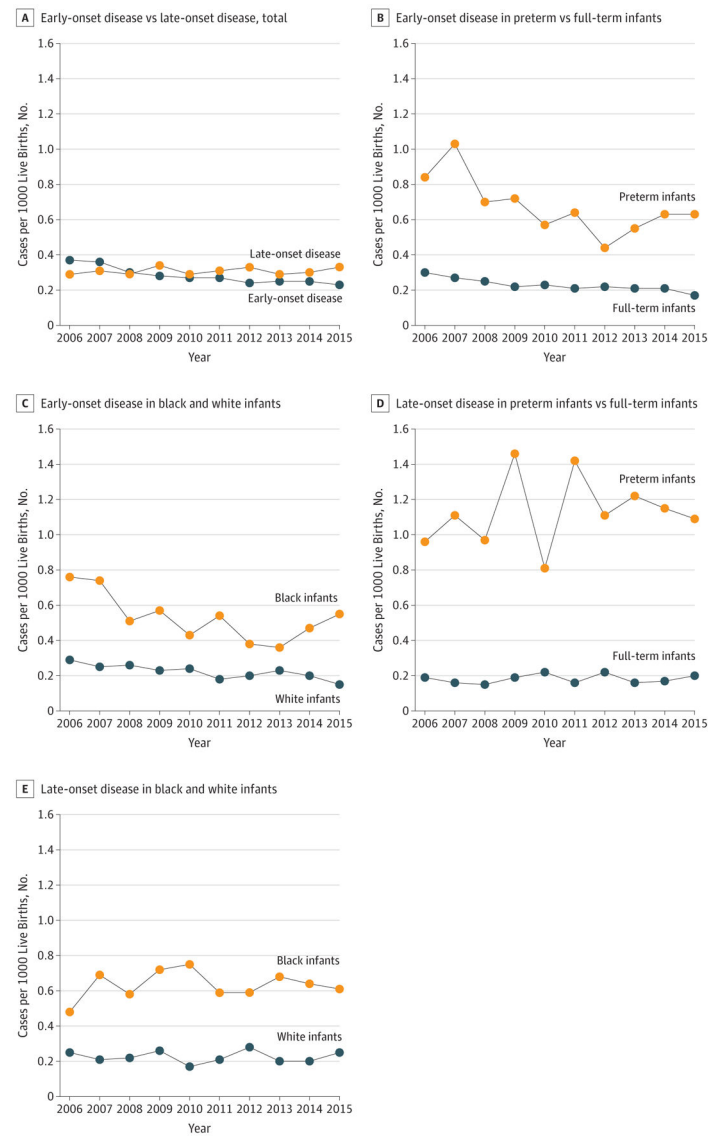 A Early-onset disease vs late-onset disease, total
1.6
1.4
1.2
1.0
0.8
0.6
0.4
0.2
0
Cases per 1000 Live Births, No.
Late-onset disease
Early-onset disease
2006 2007 2008 2009 2010 2011 2012 2013 2014 2015
Year
B Early-onset disease in preterm vs full-term infants
1.6
1.4
1.2
1.0
0.8
0.6
0.4
0.2
0
Cases per 1000 Live Births, No.
Preterm infants
Full-term infants
2006 2007 2008 2009 2010 2011 2012 2013 2014 2015
Year
C Early-onset disease in black and white infants
1.6
1.4
1.2
1.0
0.8
0.6
0.4
0.2
0
Cases per 1000 Live Births, No.
Black infants
White infants
2006 2007 2008 2009 2010 2011 2012 2013 2014 2015
Year
D Late-onset disease in preterm infants vs full-term infants
1.6
1.4
1.2
1.0
0.8
0.6
0.4
0.2
0
Cases per 1000 Live Births, No.
Preterm infants
Full-term infants
2006 2007 2008 2009 2010 2011 2012 2013 2014 2015
Year
E Late-onset disease in black and white infants
1.6
1.4
1.2
1.0
0.8
0.6
0.4
0.2
0
Cases per 1000 Live Births, No.
Black infants
White infants
2006 2007 2008 2009 2010 2011 2012 2013 2014 2015
Year